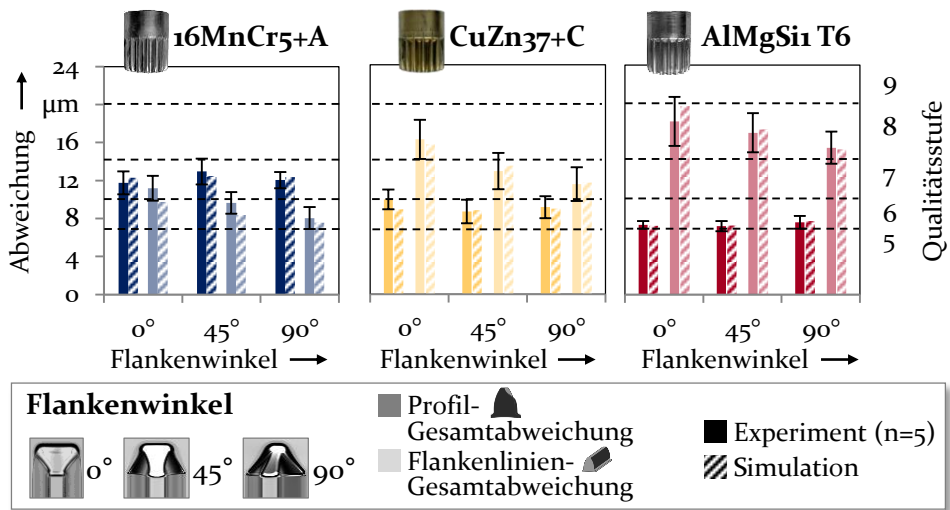 16MnCr5+A
CuZn37+C
AlMgSi1 T6
Abweichung
24
μm
16
12
8
4
0
9
8
7
6
5
Qualitätsstufe
0° 45° 90°
Flankenwinkel
0° 45° 90°
Flankenwinkel
0° 45° 90°
Flankenwinkel
Flankenwinkel
0° 45° 90°
Profil-
Gesamtabweichung
Flankenlinien-
Gesamtabweichung
Experiment (n=5)
Simulation